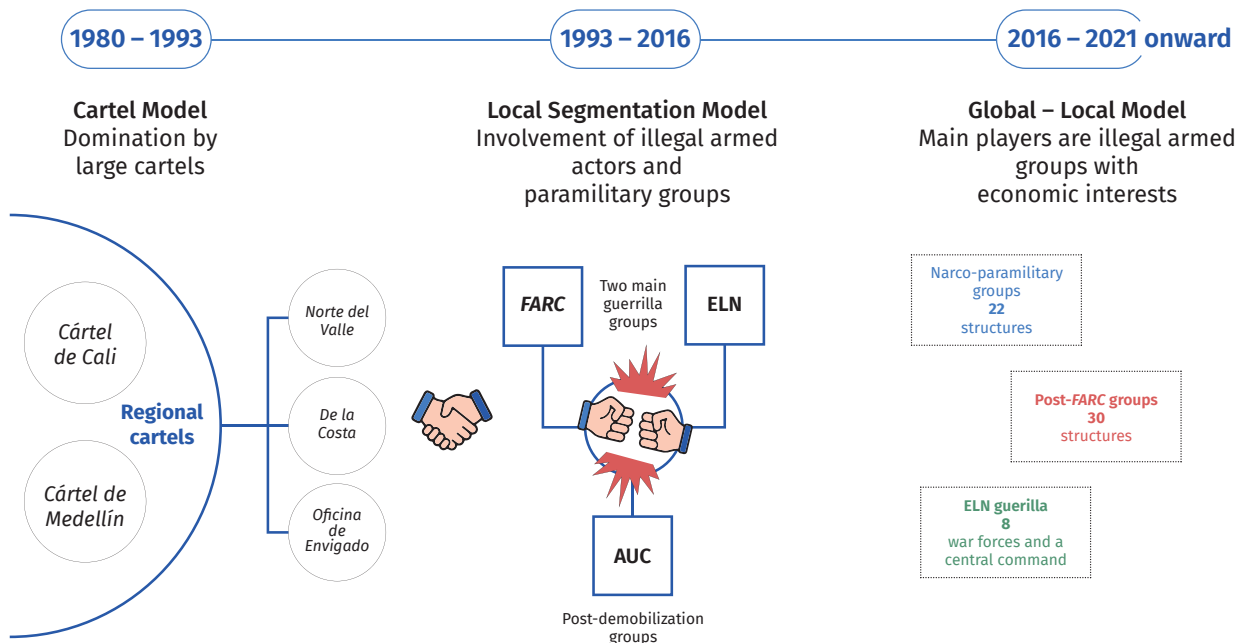 1980 – 1993
1993 – 2016
2016 – 2021 onward
Cartel Model
Domination by
large cartels
Local Segmentation Model
Involvement of illegal armed
actors and
paramilitary groups
Global – Local Model
Main players are illegal armed
groups with
economic interests
Cártel
de Cali
Cártel de
Medellín
Regional
cartels
Norte del
Valle
De la
Costa
Oficina
de
Envigado
FARC
Two main
guerrilla
groups
ELN
AUC
Post-demobilization
groups
Narco-paramilitary
groups
22
structures
Post-FARC groups
30
structures
ELN guerilla
8
war forces and a
central command